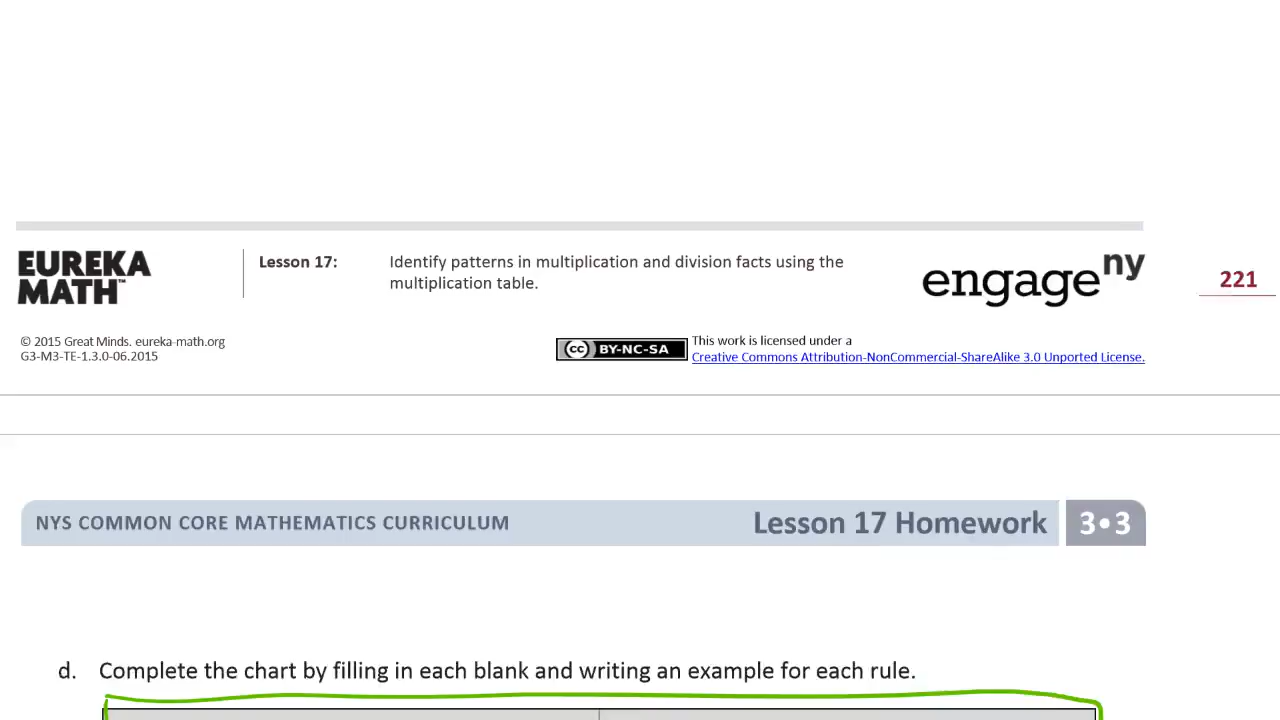 EUREKA
MATH™
Lesson 17:
Identify patterns in multiplication and division facts using the
multiplication table.
engage ny
221
© 2015 Great Minds. eureka-math.org
G3-M3-TE-1.3.0-06.2015
cc BY-NC-SA
This work is licensed under a
Creative Commons Attribution-NonCommercial-ShareAlike 3.0 Unported License.
NYS COMMON CORE MATHEMATICS CURRICULUM
Lesson 17 Homework
3•3
d. Complete the chart by filling in each blank and writing an example for each rule.